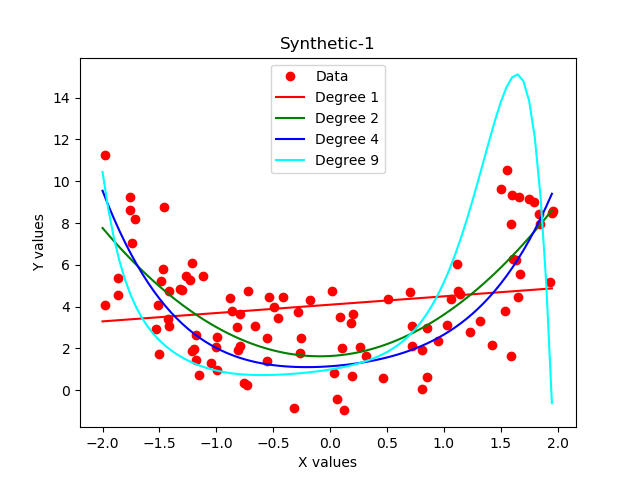 Synthetic-1
Data
Degree 1
Degree 2
Degree 4
Degree 9
14
12
10
8
6
4
2
0
Y values
−2.0 −1.5 −1.0 −0.5 0.0 0.5 1.0 1.5 2.0
X values